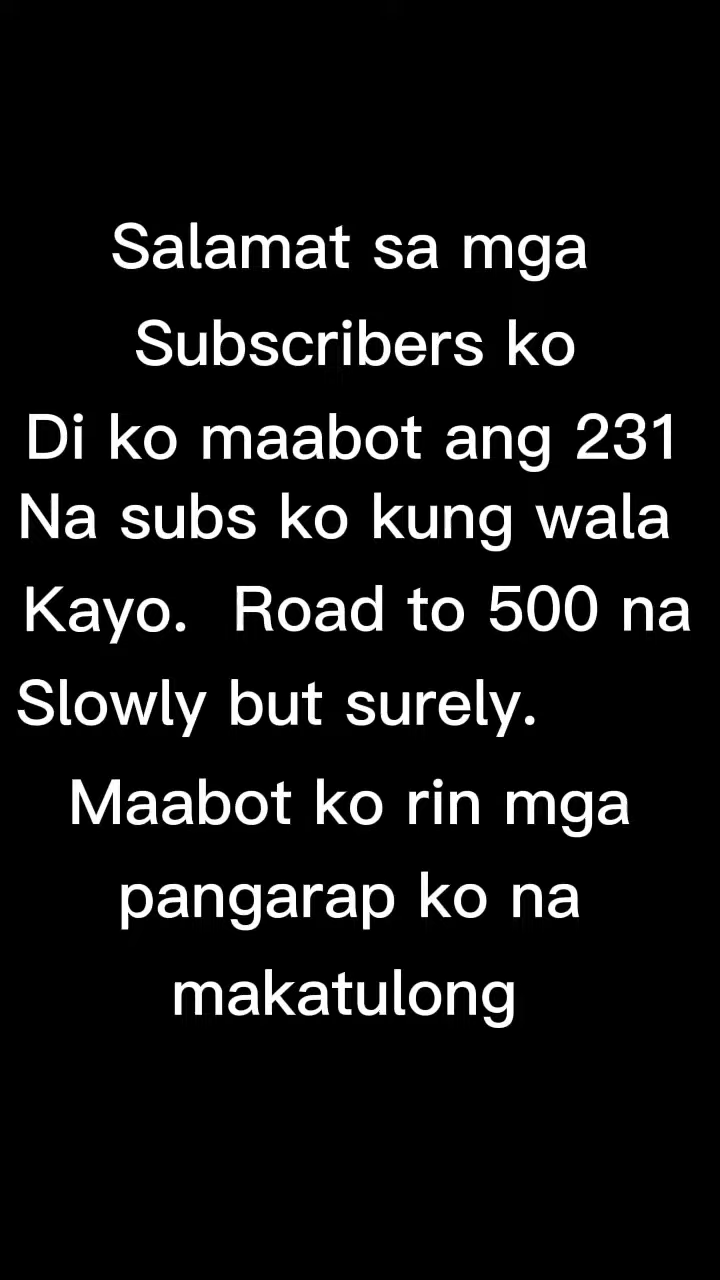 Salamat sa mga
Subscribers ko
Di ko maabot ang 231
Na subs ko kung wala
Kayo.  Road to 500 na
Slowly but surely.
Maabot ko rin mga
pangarap ko na
makatulong